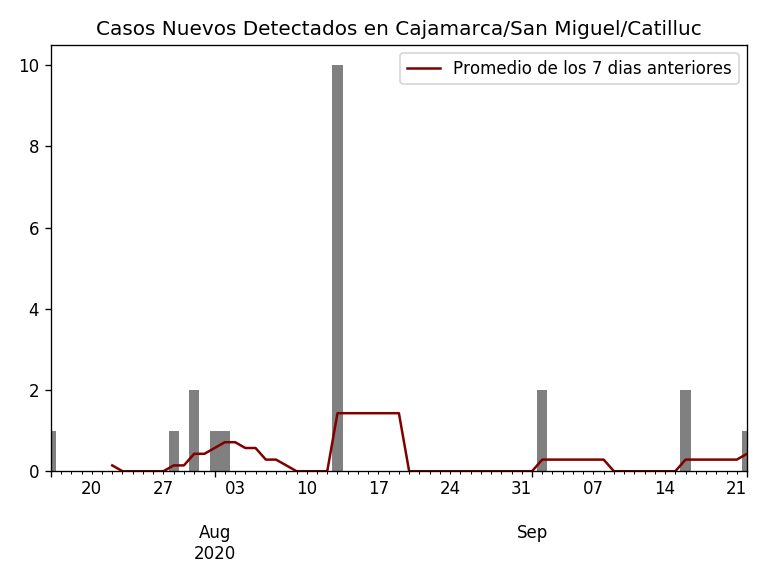 Casos Nuevos Detectados en Cajamarca/San Miguel/Catilluc
Promedio de los 7 dias anteriores
10
8
6
4
2
0
20 27 03 10 17 24 31 07 14 21
Aug Sep
2020